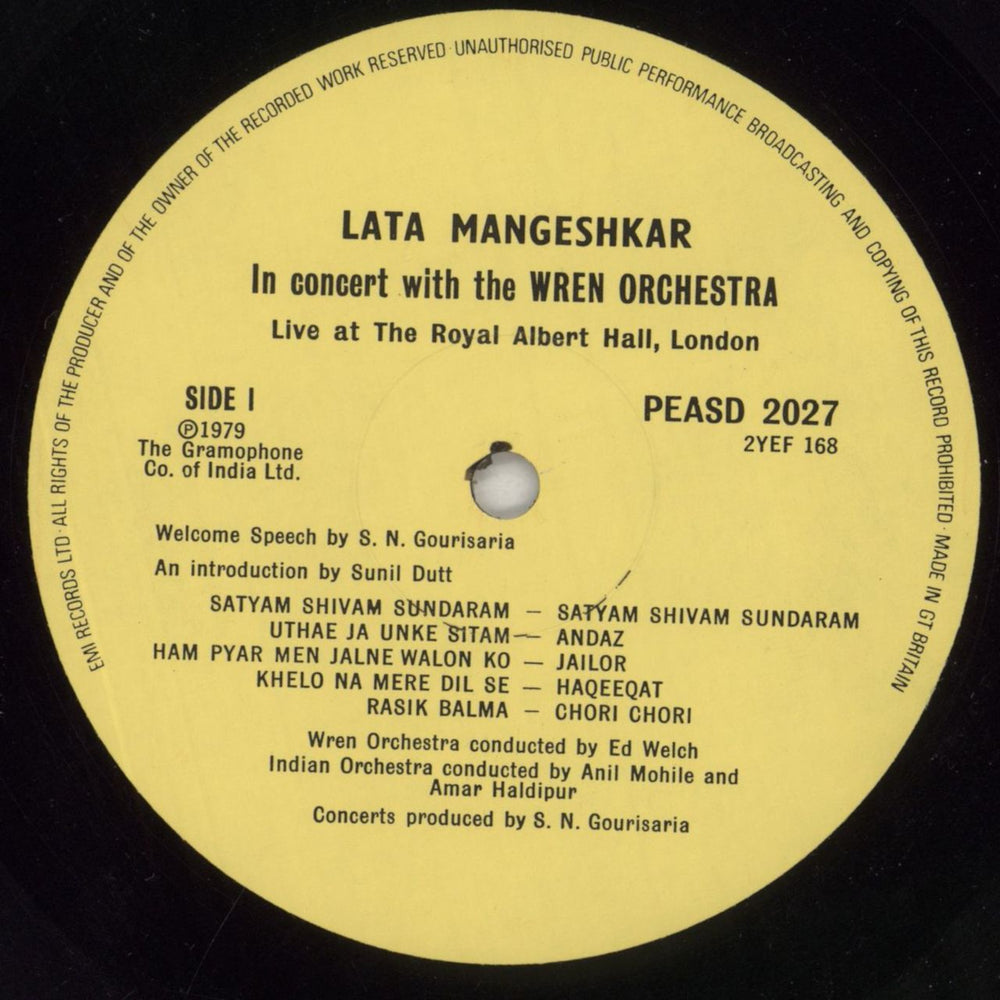 EMI RECORDS LTD · ALL RIGHTS OF THE PRODUCER AND OF THE OWNER OF THE RECORDED WORK RESERVED · UNAUTHORISED PUBLIC PERFORMANCE BROADCASTING AND COPYING OF THIS RECORD PROHIBITED · MADE IN GT BRITAIN
LATA MANGESHKAR
In concert with the WREN ORCHESTRA
Live at The Royal Albert Hall, London
SIDE I
℗1979
The Gramophone
Co. of India Ltd.
PEASD 2027
2YEF 168
Welcome Speech by S. N. Gourisaria
An introduction by Sunil Dutt
SATYAM SHIVAM SUNDARAM — SATYAM SHIVAM SUNDARAM
UTHAE JA UNKE SITAM — ANDAZ
HAM PYAR MEN JALNE WALON KO — JAILOR
KHELO NA MERE DIL SE — HAQEEQAT
RASIK BALMA — CHORI CHORI
Wren Orchestra conducted by Ed Welch
Indian Orchestra conducted by Anil Mohile and
Amar Haldipur
Concerts produced by S. N. Gourisaria